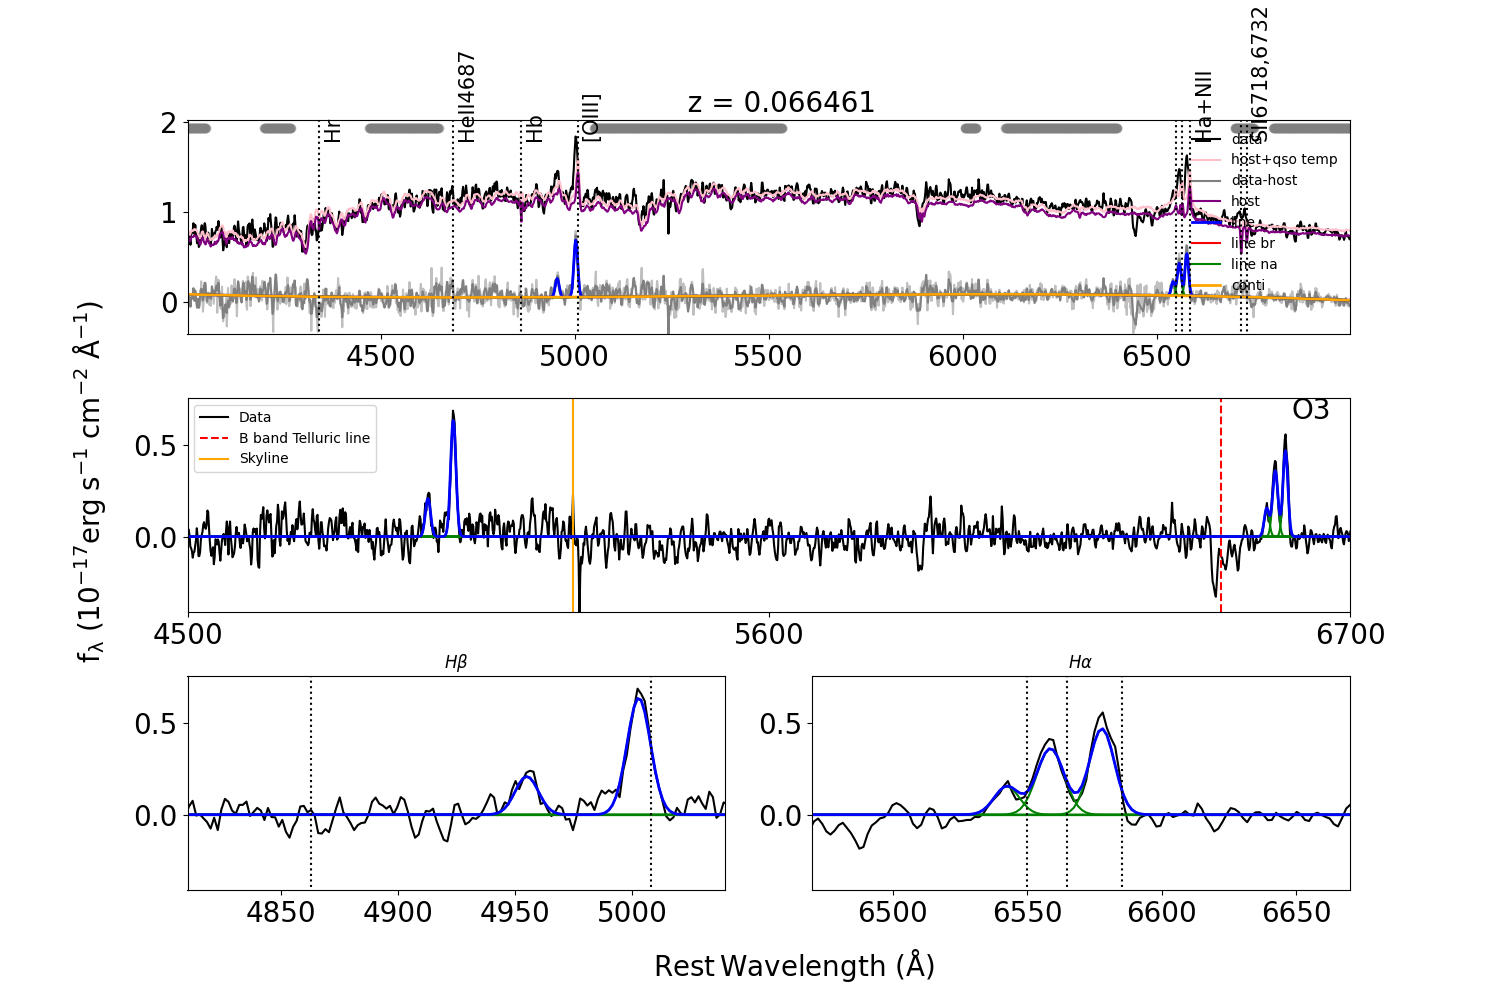 z = 0.066461
Hr
HeII4687
Hb
[OIII]
Ha+NII
SII6718,6732
data
host+qso temp
data-host
host
line
line br
line na
conti
2
1
0
4500 5000 5500 6000 6500
fλ (10−17erg s−1 cm−2 Å−1)
Data
B band Telluric line
Skyline
O3
0.5
0.0
4500 5600 6700
Hβ
0.5
0.0
4850 4900 4950 5000
Hα
0.5
0.0
6500 6550 6600 6650
Rest Wavelength (Å)